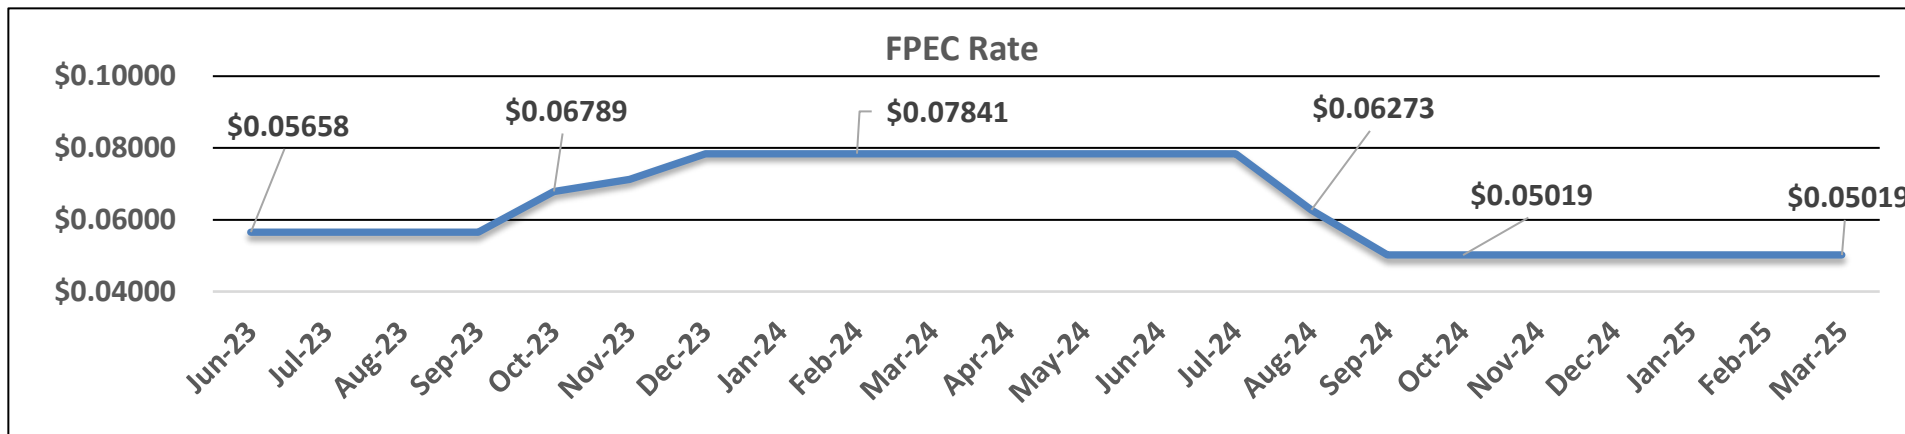 FPEC Rate
$0.10000
$0.08000
$0.06000
$0.04000
$0.05658
$0.06789
$0.07841
$0.06273
$0.05019
$0.05019
Jun-23
Jul-23
Aug-23
Sep-23
Oct-23
Nov-23
Dec-23
Jan-24
Feb-24
Mar-24
Apr-24
May-24
Jun-24
Jul-24
Aug-24
Sep-24
Oct-24
Nov-24
Dec-24
Jan-25
Feb-25
Mar-25